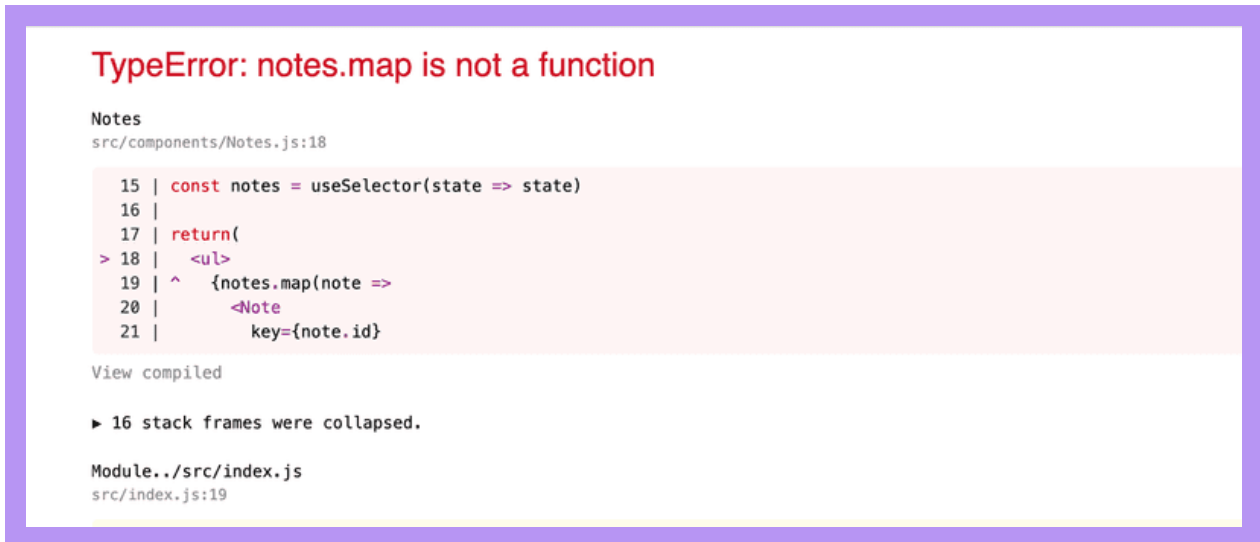 TypeError: notes.map is not a function
Notes
src/components/Notes.js:18
15 | const notes = useSelector(state => state)
16 |
17 | return(
> 18 |   <ul>
19 | ^   {notes.map(note =>
20 |       <Note
21 |         key={note.id}
View compiled
▶ 16 stack frames were collapsed.
Module../src/index.js
src/index.js:19